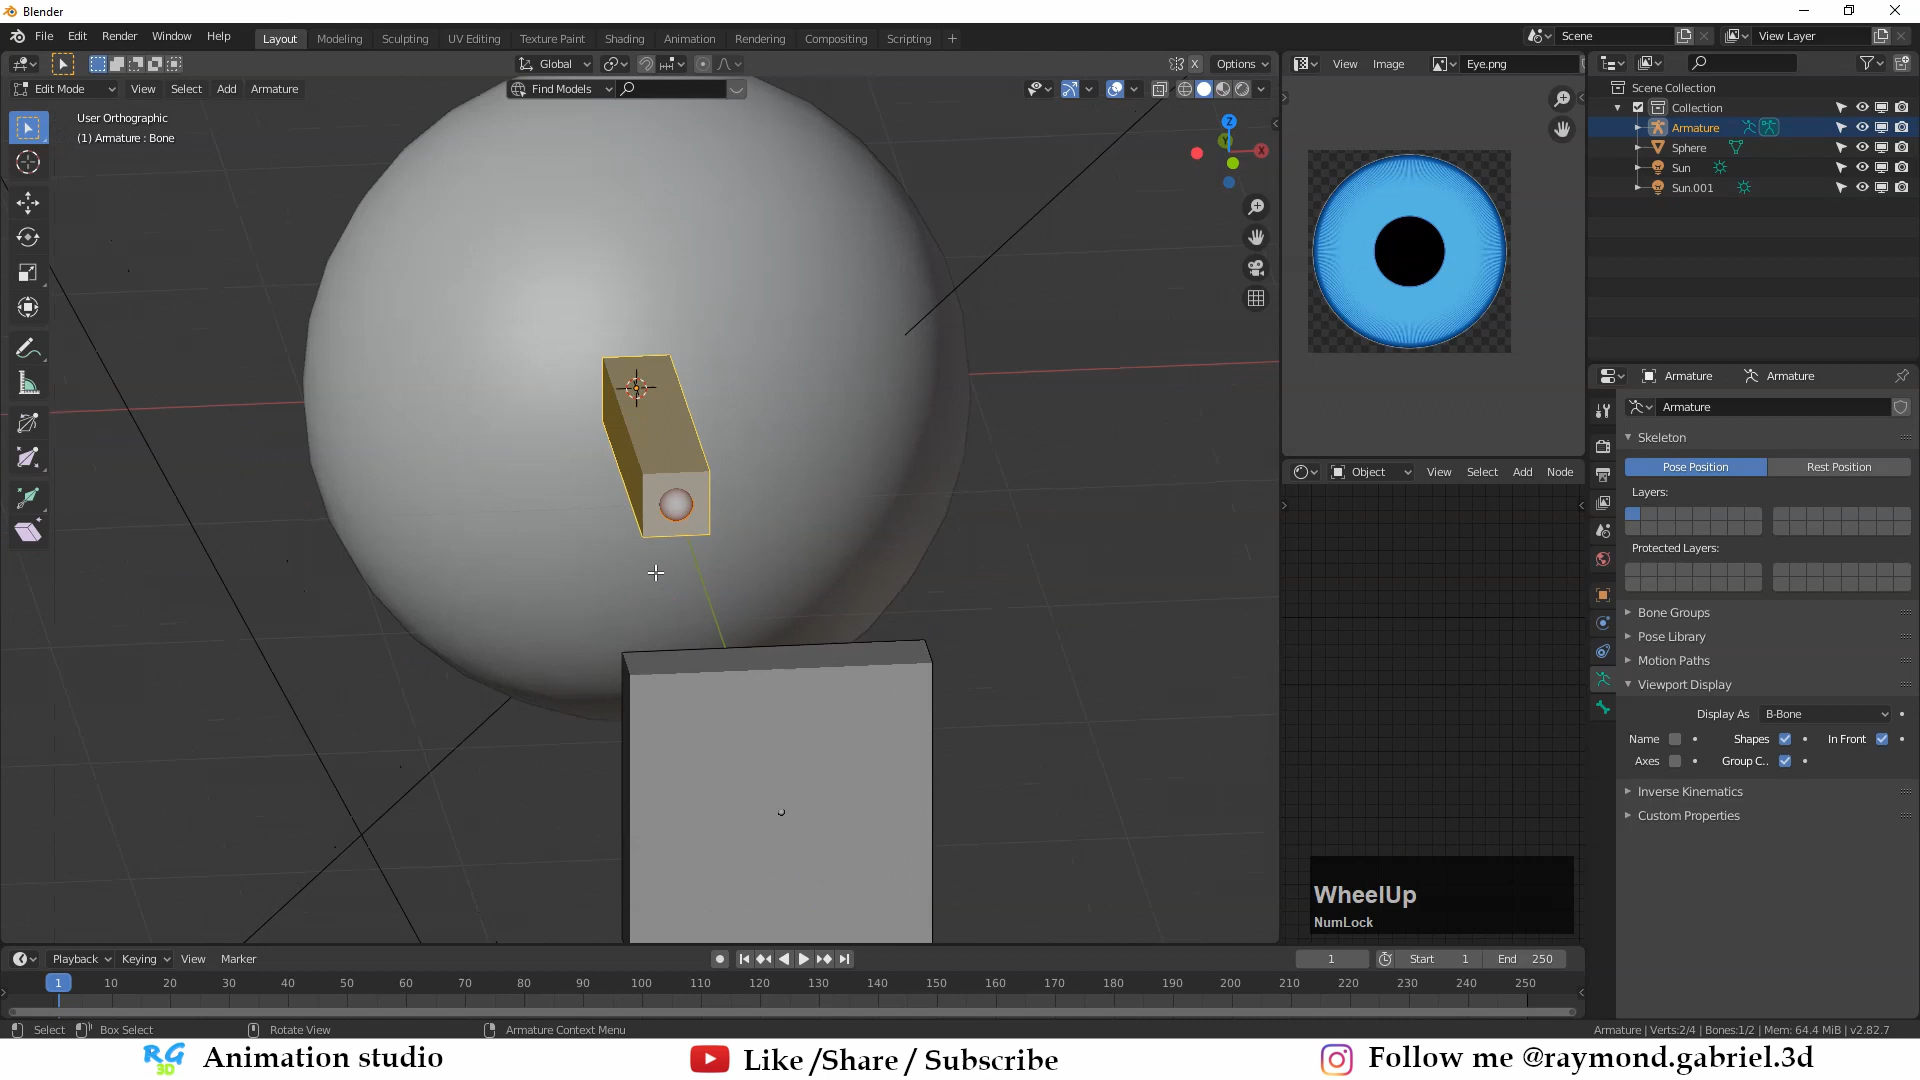 Blender
File Edit Render Window Help
Layout Modeling Sculpting UV Editing Texture Paint Shading Animation Rendering Compositing Scripting +
Scene
View Layer
Global
X
Options
View Image
Eye.png
Edit Mode View Select Add Armature
Find Models
User Orthographic
(1) Armature : Bone
Z
X
Scene Collection
Collection
Armature
Sphere
Sun
Sun.001
Armature
Armature
Armature
Skeleton
Pose Position
Rest Position
Layers:
Protected Layers:
Bone Groups
Pose Library
Motion Paths
Viewport Display
Display As B-Bone
Name Shapes In Front
Axes Group C..
Inverse Kinematics
Custom Properties
Object View Select Add Node
WheelUp
NumLock
Playback Keying View Marker
1
Start 1
End 250
1 10 20 30 40 50 60 70 80 90 100 110 120 130 140 150 160 170 180 190 200 210 220 230 240 250
Select Box Select Rotate View Armature Context Menu
Armature | Verts:2/4 | Bones:1/2 | Mem: 64.4 MiB | v2.82.7
RG 3D Animation studio
Like /Share / Subscribe
Follow me @raymond.gabriel.3d